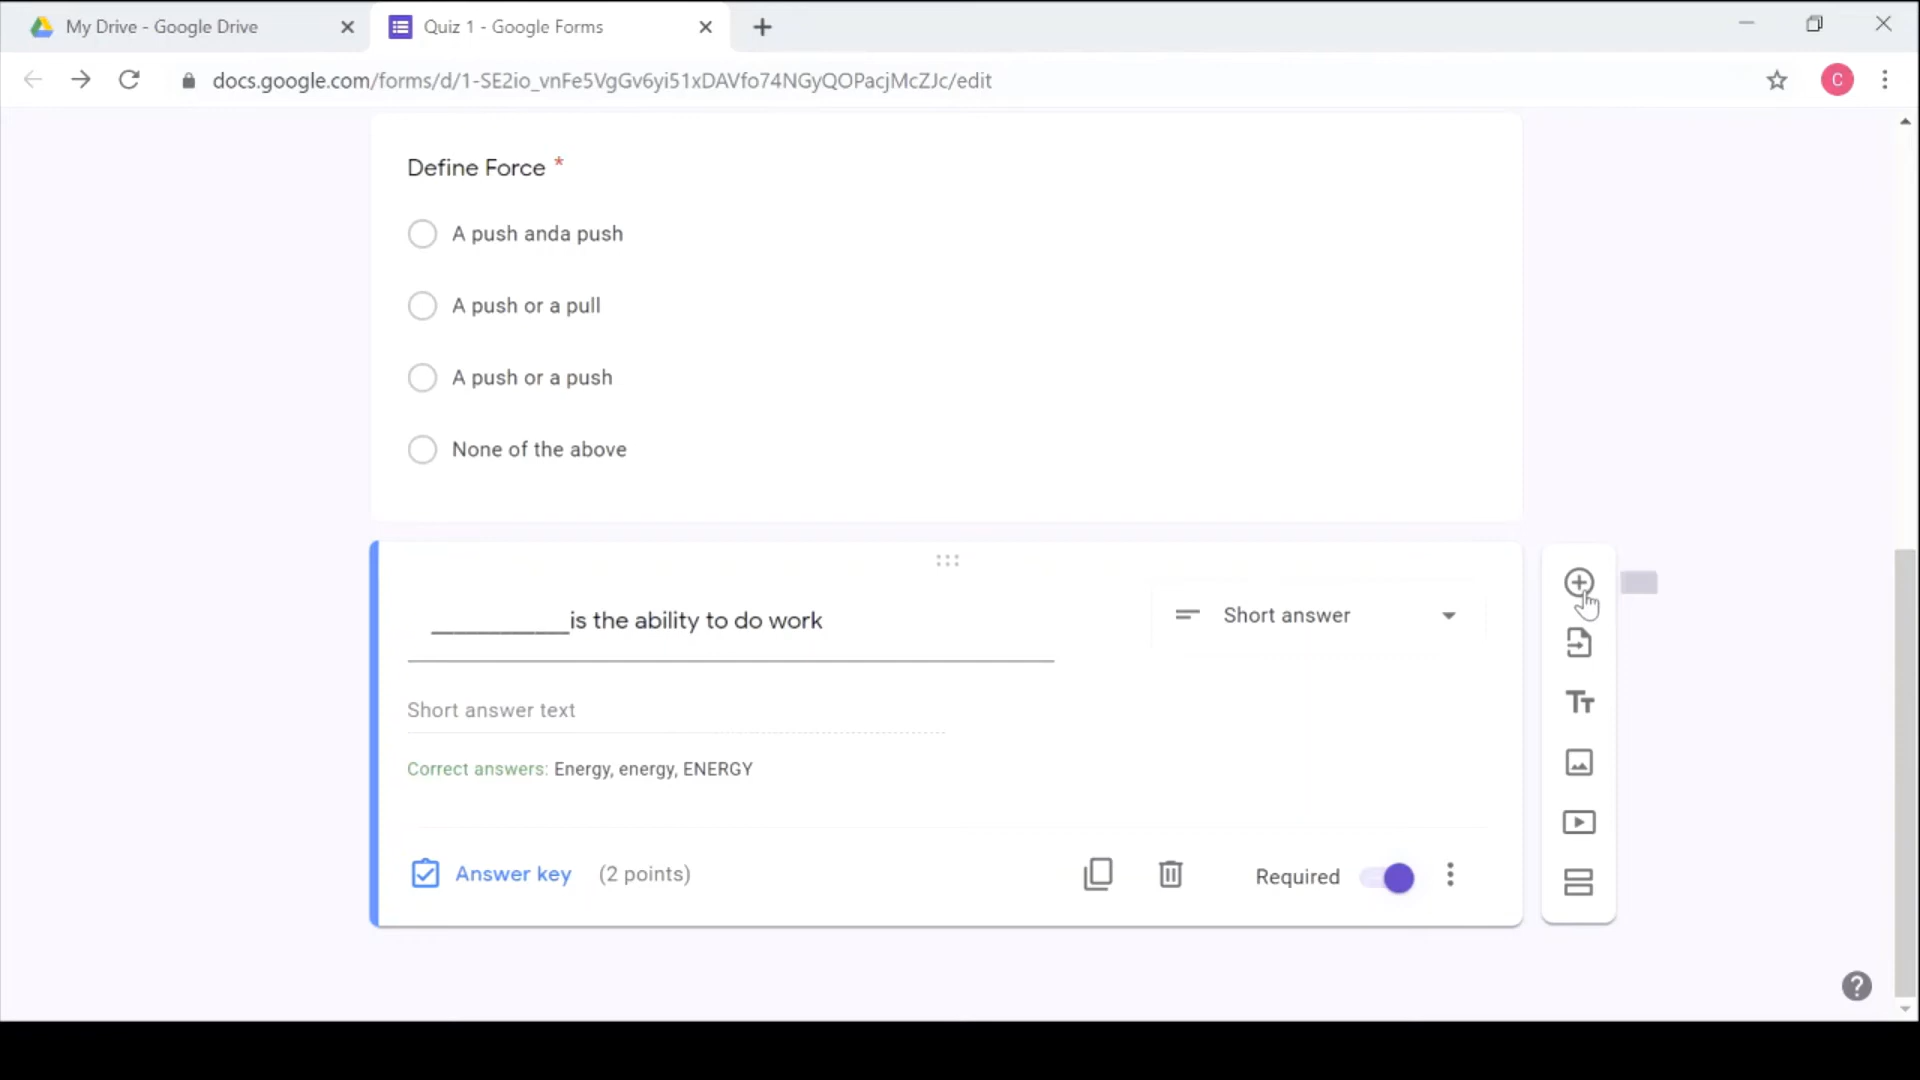 My Drive - Google Drive
Quiz 1 - Google Forms
docs.google.com/forms/d/1-SE2io_vnFe5VgGv6yi51xDAVfo74NGyQOPacjMcZJc/edit
C
Define Force *
A push anda push
A push or a pull
A push or a push
None of the above
____________is the ability to do work
Short answer
Short answer text
Correct answers: Energy, energy, ENERGY
Answer key (2 points)
Required